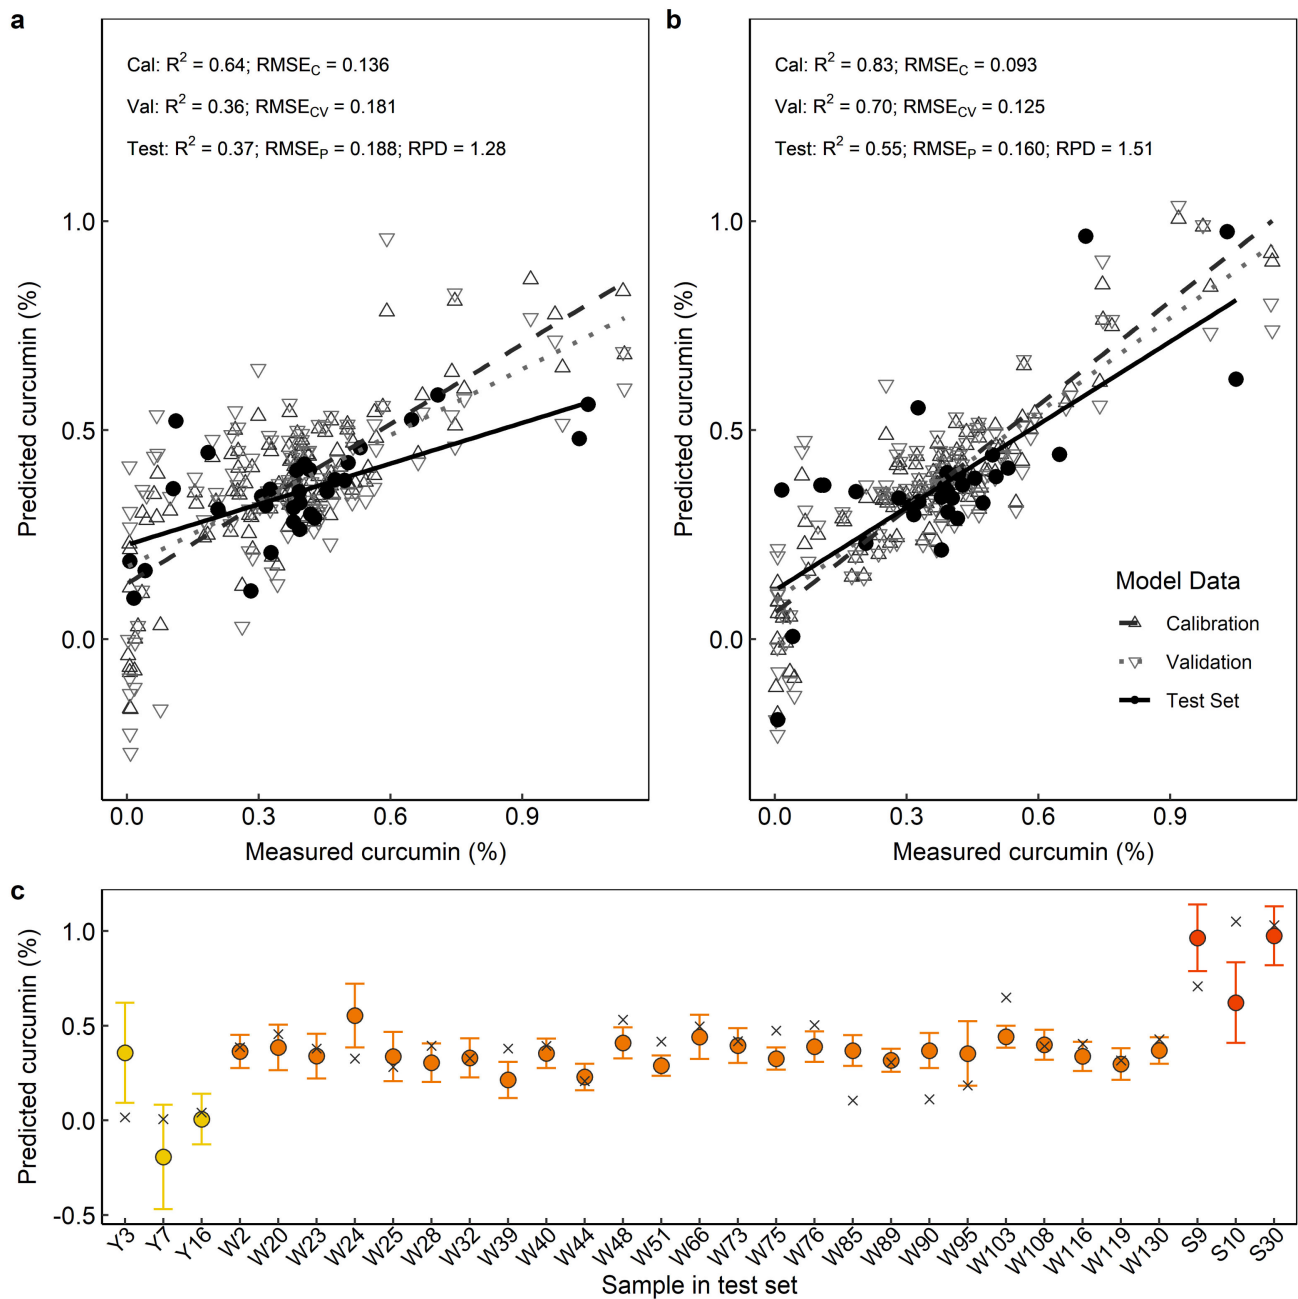 a
Cal: R² = 0.64; RMSE_C = 0.136
Val: R² = 0.36; RMSE_CV = 0.181
Test: R² = 0.37; RMSE_P = 0.188; RPD = 1.28
Predicted curcumin (%)
1.0
0.5
0.0
0.0 0.3 0.6 0.9
Measured curcumin (%)
b
Cal: R² = 0.83; RMSE_C = 0.093
Val: R² = 0.70; RMSE_CV = 0.125
Test: R² = 0.55; RMSE_P = 0.160; RPD = 1.51
Predicted curcumin (%)
1.0
0.5
0.0
Model Data
Calibration
Validation
Test Set
0.0 0.3 0.6 0.9
Measured curcumin (%)
c
Predicted curcumin (%)
1.0
0.5
0.0
-0.5
Y3 Y7 Y16 W2 W20 W23 W24 W25 W28 W32 W39 W40 W44 W48 W51 W66 W73 W75 W76 W85 W89 W90 W95 W103 W108 W116 W119 W130 S9 S10 S30
Sample in test set